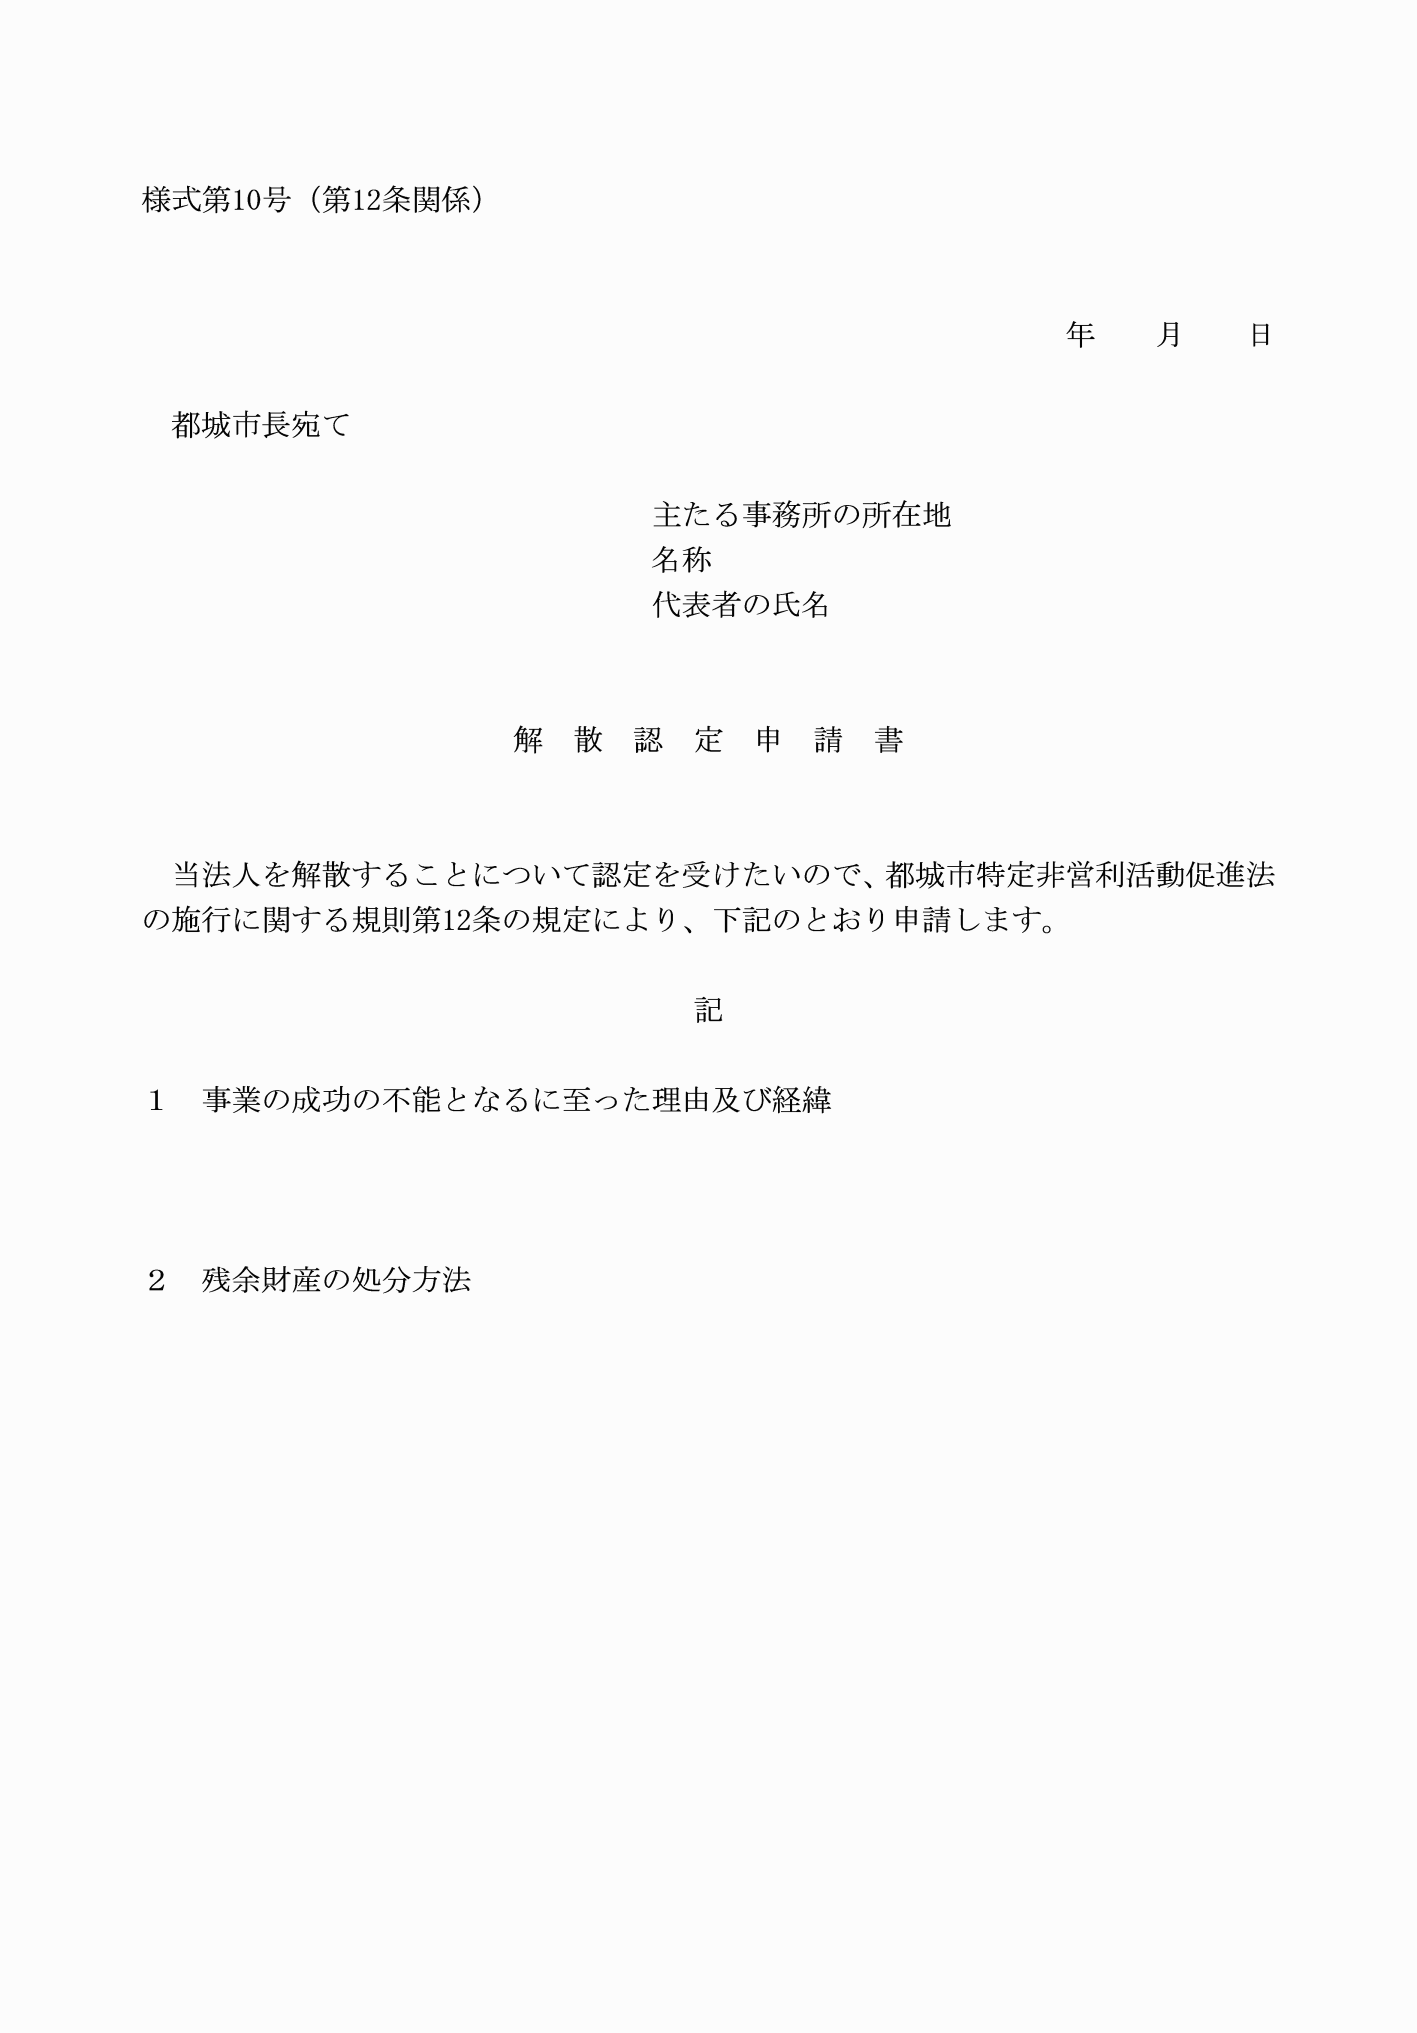 様式第10号（第12条関係）
年　　月　　日
都城市長宛て
主たる事務所の所在地
名称
代表者の氏名
解　散　認　定　申　請　書
当法人を解散することについて認定を受けたいので、都城市特定非営利活動促進法
の施行に関する規則第12条の規定により、下記のとおり申請します。
記
１　事業の成功の不能となるに至った理由及び経緯
２　残余財産の処分方法